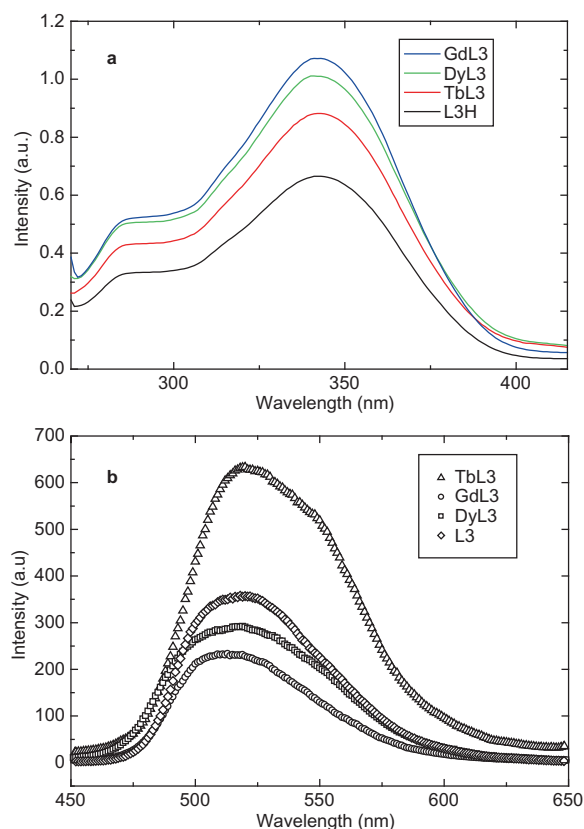 1.2
1.0
0.8
0.6
0.4
0.2
0.0
Intensity (a.u.)
a
GdL3
DyL3
TbL3
L3H
300
350
400
Wavelength (nm)
700
600
500
400
300
200
100
0
Intensity (a.u)
b
TbL3
GdL3
DyL3
L3
450
500
550
600
650
Wavelength (nm)